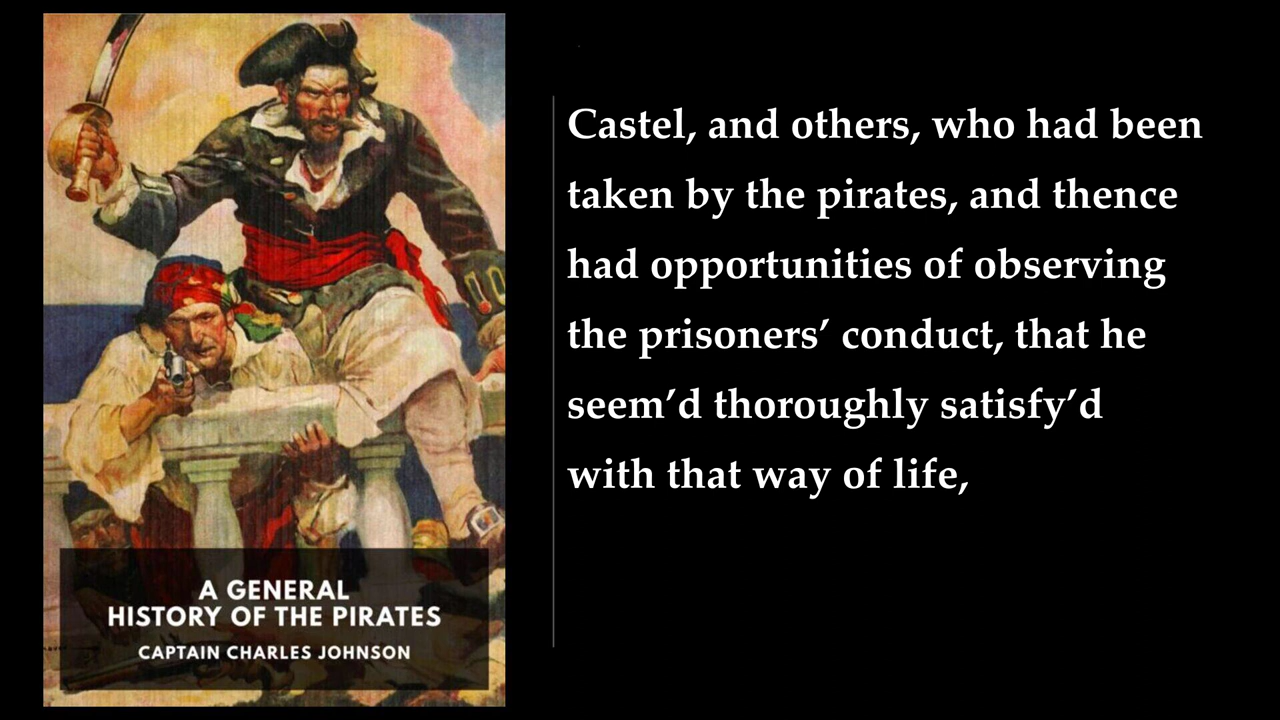 A GENERAL
HISTORY OF THE PIRATES
CAPTAIN CHARLES JOHNSON
Castel, and others, who had been
taken by the pirates, and thence
had opportunities of observing
the prisoners’ conduct, that he
seem’d thoroughly satisfy’d
with that way of life,